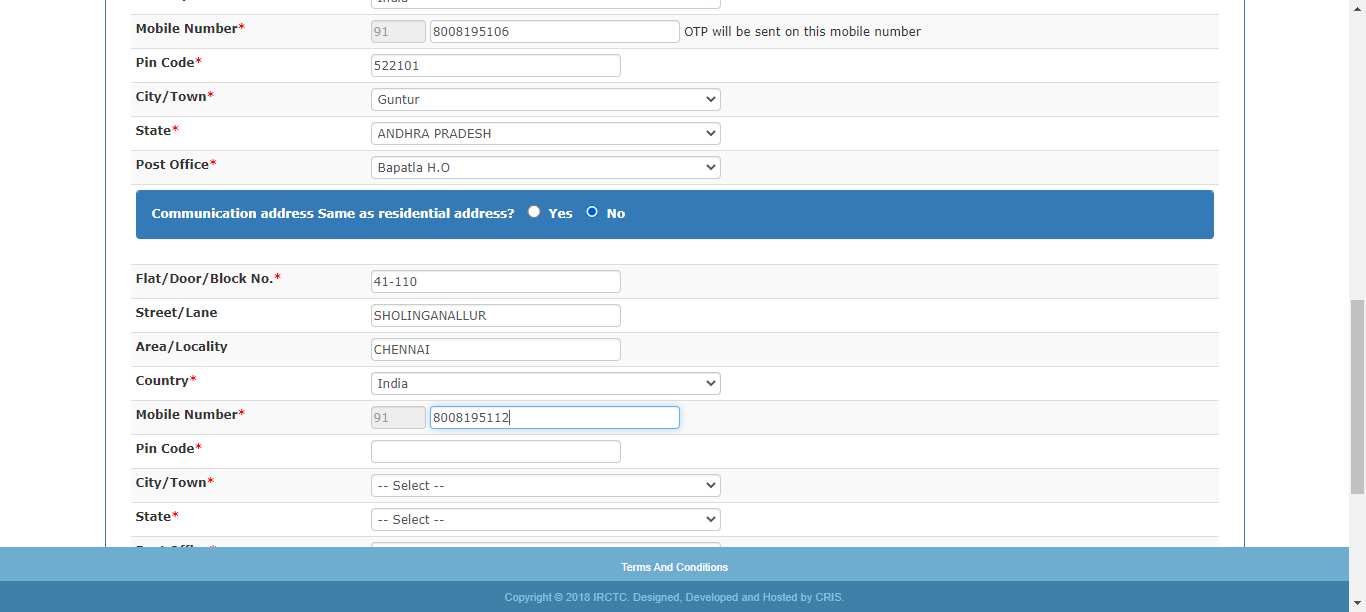 Mobile Number* 91 8008195106 OTP will be sent on this mobile number
Pin Code* 522101
City/Town* Guntur
State* ANDHRA PRADESH
Post Office* Bapatla H.O
Communication address Same as residential address? Yes No
Flat/Door/Block No.* 41-110
Street/Lane SHOLINGANALLUR
Area/Locality CHENNAI
Country* India
Mobile Number* 91 8008195112
Pin Code*
City/Town* -- Select --
State* -- Select --
Terms And Conditions
Copyright © 2018 IRCTC. Designed, Developed and Hosted by CRIS.